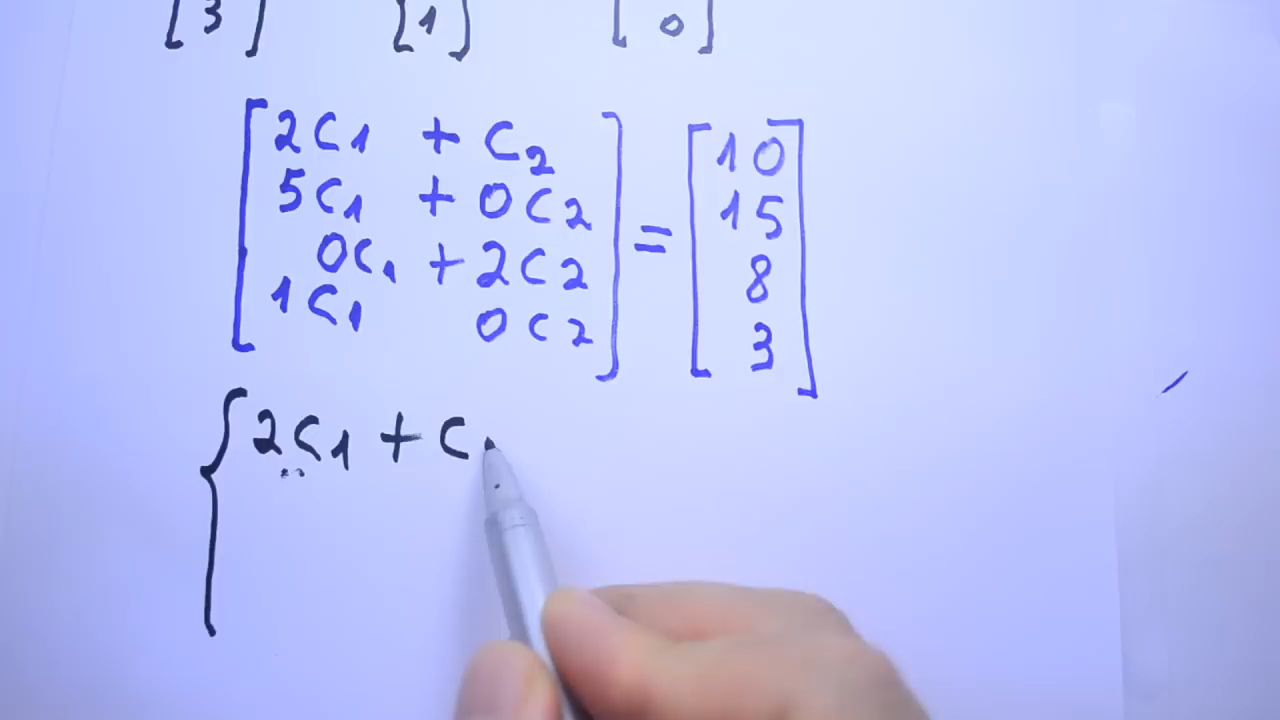 [3] [1] [0]
[2C1 + C2] = [10]
5C1 + 0C2 15
0C1 + 2C2 8
1C1 0C2 3
{2C1 + C